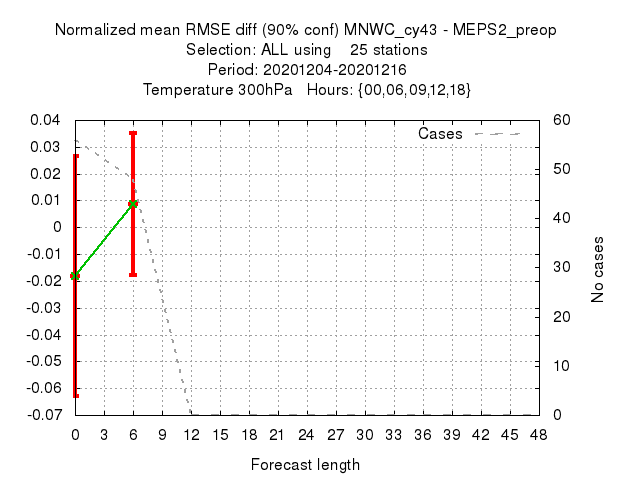 Normalized mean RMSE diff (90% conf) MNWC_cy43 - MEPS2_preop
Selection: ALL using 25 stations
Period: 20201204-20201216
Temperature 300hPa Hours: {00,06,09,12,18}
Cases
0.04
0.03
0.02
0.01
0
-0.01
-0.02
-0.03
-0.04
-0.05
-0.06
-0.07
60
50
40
30
20
10
0
No cases
0 3 6 9 12 15 18 21 24 27 30 33 36 39 42 45 48
Forecast length